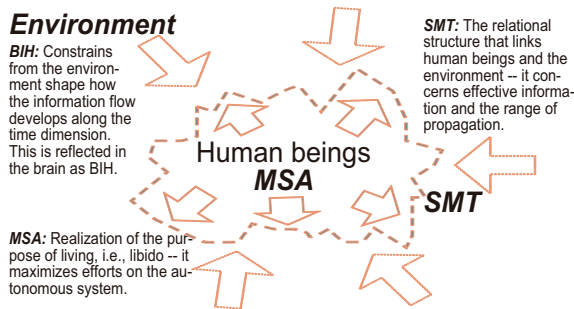 Environment
BIH: Constrains
from the environ-
ment shape how
the information flow
develops along the
time dimension.
This is reflected in
the brain as BIH.
SMT: The relational
structure that links
human beings and the
environment -- it con-
cerns effective informa-
tion and the range of
propagation.
Human beings
MSA
SMT
MSA: Realization of the pur-
pose of living, i.e., libido -- it
maximizes efforts on the au-
tonomous system.